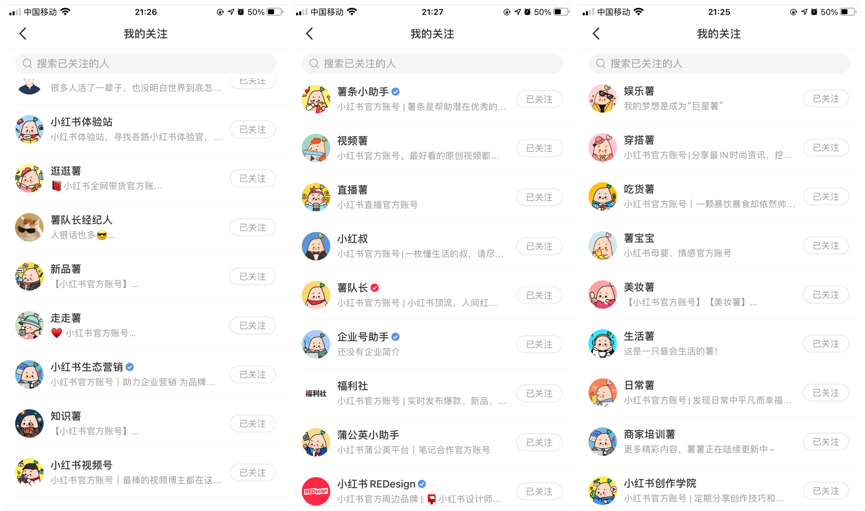 中国移动 21:26 50%
我的关注
搜索已关注的人
很多人活了一辈子，也没明白世界到底怎... 已关注
小红书体验站
小红书体验站，寻找各路小红书体验官，... 已关注
逛逛薯
小红书全网带货官方账... 已关注
薯队长经纪人
人狠话也多😎... 已关注
新品薯
【小红书官方账号】... 已关注
走走薯
❤️ 小红书官方账号... 已关注
小红书生态营销
小红书官方账号｜助力企业营销 为品牌... 已关注
知识薯
【小红书官方账号】... 已关注
小红书视频号
小红书官方账号｜最棒的视频博主都在这... 已关注
中国移动 21:27 50%
我的关注
搜索已关注的人
薯条小助手
小红书官方账号 | 薯条是帮助潜在优秀的... 已关注
视频薯
小红书官方账号。最好看的原创视频都... 已关注
直播薯
小红书直播官方账号 已关注
小红叔
小红书官方账号|一枚懂生活的叔，请尽... 已关注
薯队长
小红书官方账号 | 小红书顶流，人间红... 已关注
企业号助手
还没有企业简介 已关注
福利社
福利社
小红书官方账号 | 实时发布爆款、新品，... 已关注
蒲公英小助手
小红书蒲公英平台｜笔记合作官方账号 已关注
REDesign
小红书 REDesign
小红书官方周边品牌 | 小红书设计师... 已关注
中国移动 21:25 50%
我的关注
搜索已关注的人
娱乐薯
我的梦想是成为“巨星薯” 已关注
穿搭薯
小红书官方账号|分享最IN时尚资讯，挖... 已关注
吃货薯
小红书官方账号｜一颗暴饮暴食却依然帅... 已关注
薯宝宝
小红书母婴、情感官方账号 已关注
美妆薯
【小红书官方账号】【美妆薯】... 已关注
生活薯
这是一只最会生活的薯！ 已关注
日常薯
小红书官方账号| 发现日常中平凡而幸福... 已关注
商家培训薯
更多精彩内容，薯薯正在陆续更新中～ 已关注
小红书创作学院
小红书官方账号 | 定期分享创作技巧和... 已关注